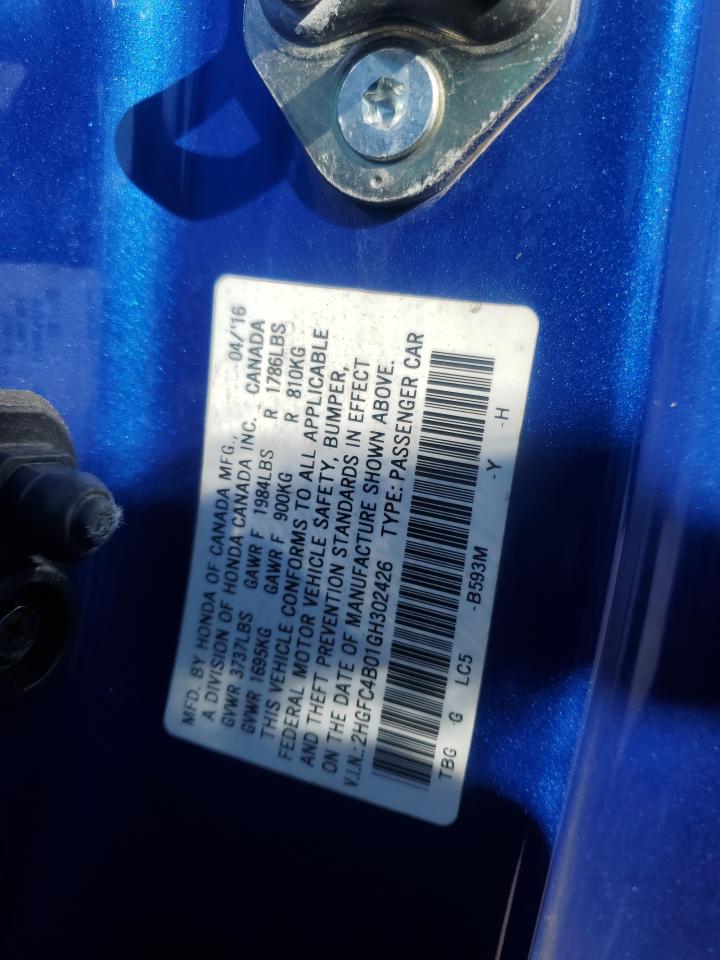 MFD. BY HONDA OF CANADA MFG., 04/'16
A DIVISION OF HONDA CANADA INC. CANADA
GVWR 3737LBS GAWR F 1984LBS R 1786LBS
GVWR 1695KG GAWR F 900KG R 810KG
THIS VEHICLE CONFORMS TO ALL APPLICABLE
FEDERAL MOTOR VEHICLE SAFETY, BUMPER,
AND THEFT PREVENTION STANDARDS IN EFFECT
ON THE DATE OF MANUFACTURE SHOWN ABOVE.
V.I.N.:2HGFC4B01GH302426 TYPE: PASSENGER CAR
TBG G LC5 -B593M -Y -H